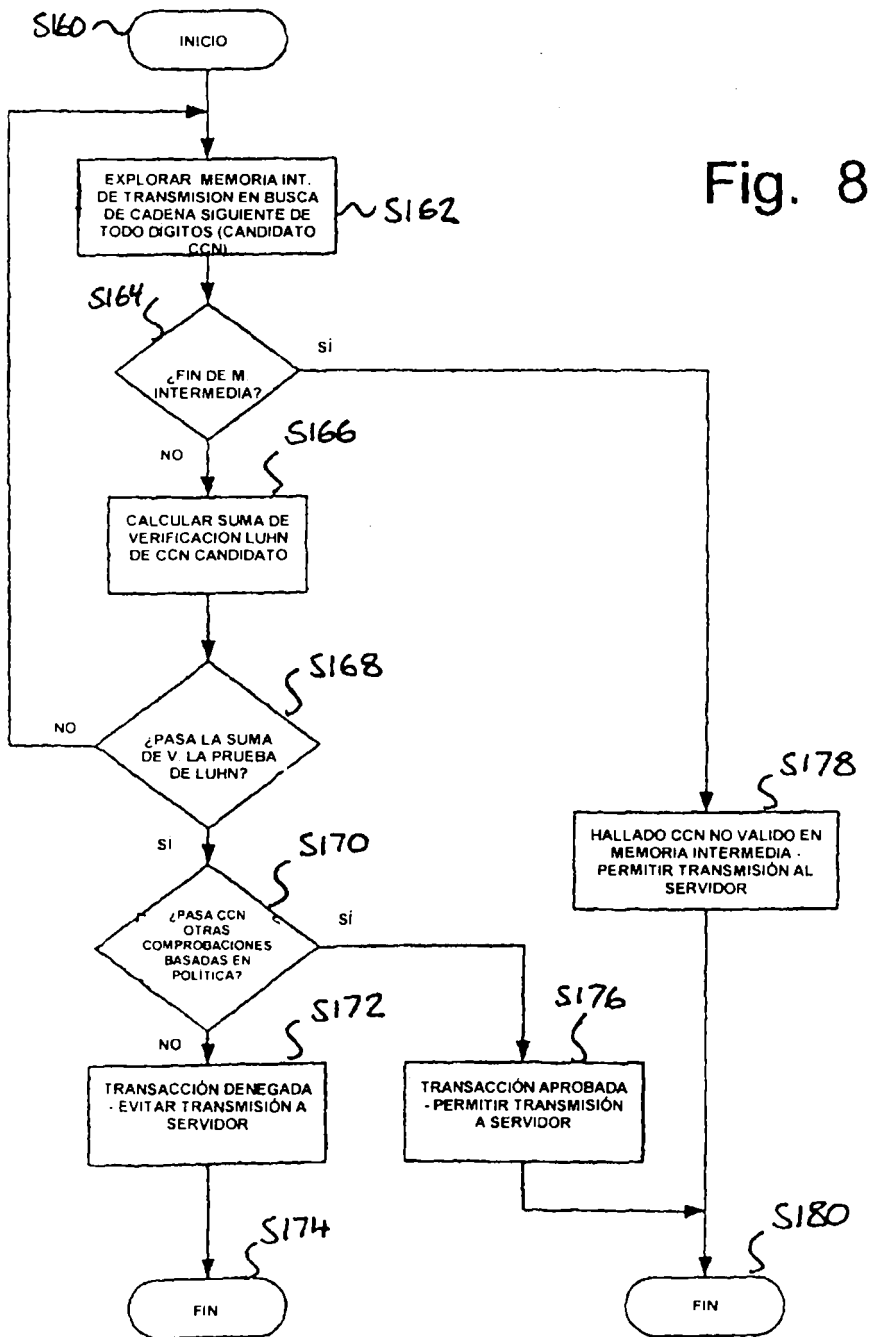 S160
INICIO
Fig. 8
EXPLORAR MEMORIA INT.
DE TRANSMISION EN BUSCA
DE CADENA SIGUIENTE DE
TODO DIGITOS (CANDIDATO
CCN)
S162
S164
¿FIN DE M.
INTERMEDIA?
SÍ
NO
S166
CALCULAR SUMA DE
VERIFICACIÓN LUHN
DE CCN CANDIDATO
S168
NO
¿PASA LA SUMA
DE V. LA PRUEBA
DE LUHN?
SÍ
S178
HALLADO CCN NO VALIDO EN
MEMORIA INTERMEDIA -
PERMITIR TRANSMISIÓN AL
SERVIDOR
S170
¿PASA CCN
OTRAS
COMPROBACIONES
BASADAS EN
POLÍTICA?
SÍ
NO
S172
TRANSACCIÓN DENEGADA
- EVITAR TRANSMISIÓN A
SERVIDOR
S176
TRANSACCIÓN APROBADA
- PERMITIR TRANSMISIÓN
A SERVIDOR
S174
FIN
S180
FIN